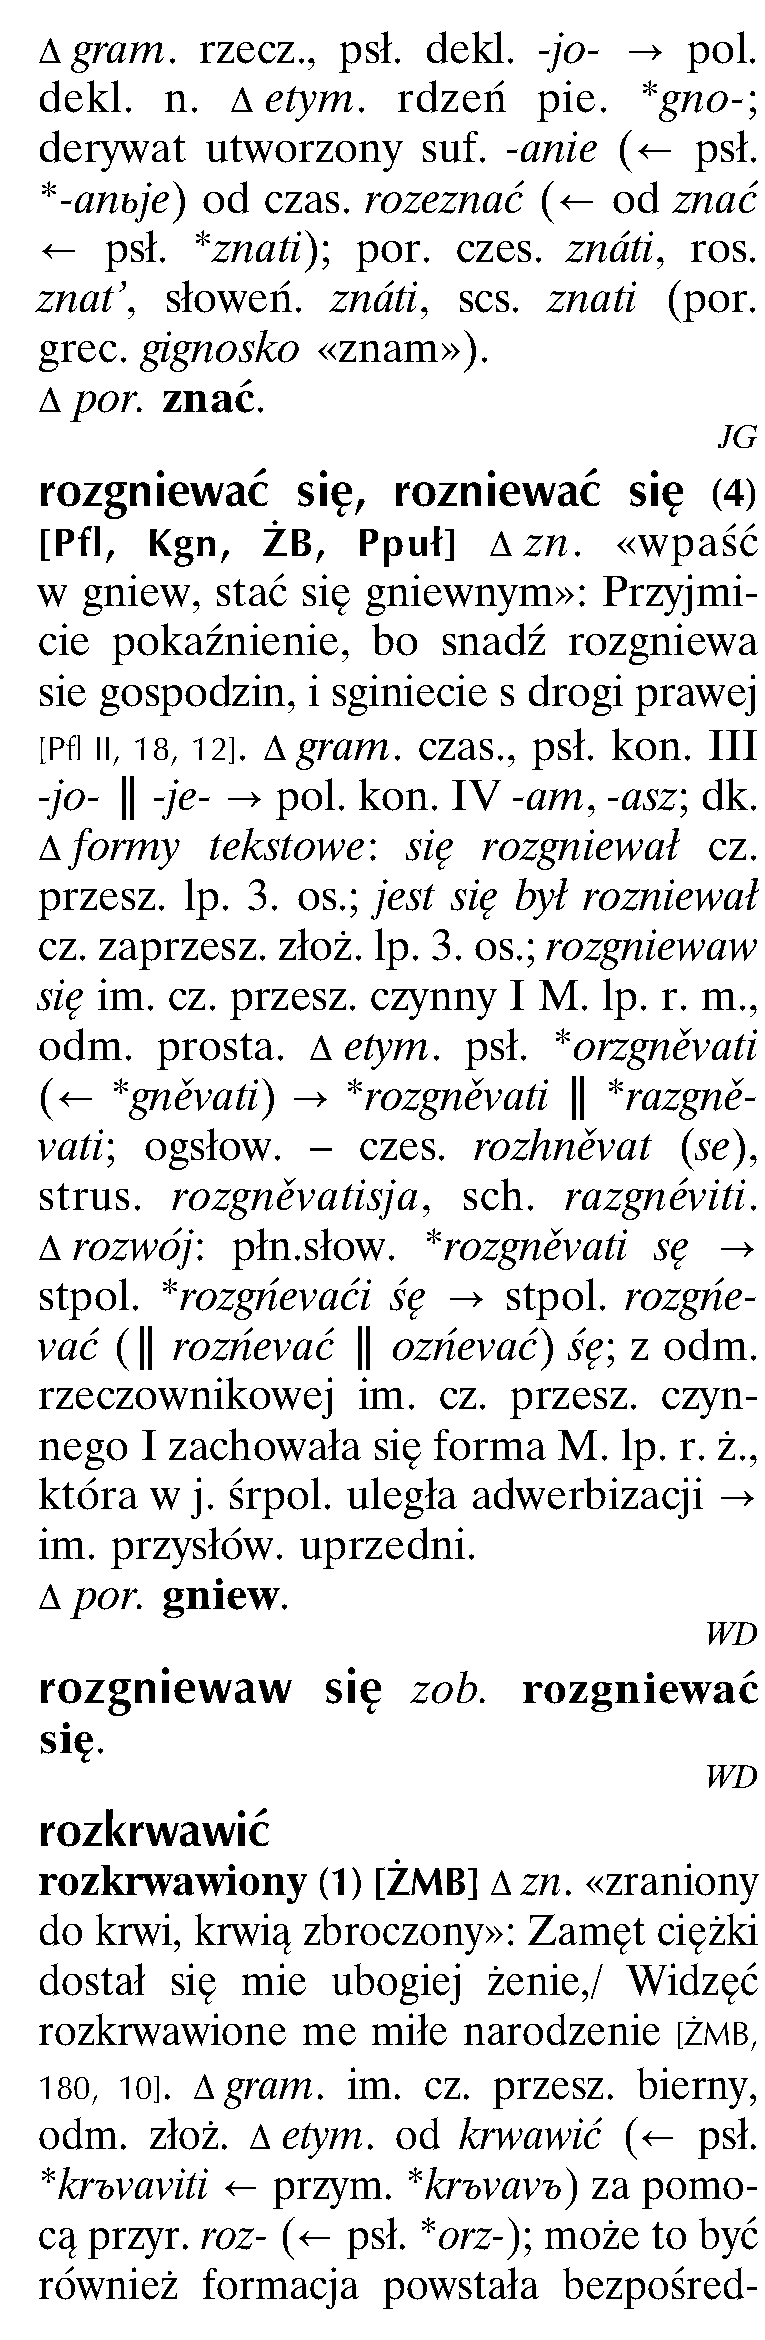 ∆ gram. rzecz., psł. dekl. -jo- → pol.
dekl. n. ∆ etym. rdzeń pie. *gno-;
derywat utworzony suf. -anie (← psł.
*-anьje) od czas. rozeznać (← od znać
← psł. *znati); por. czes. znáti, ros.
znat’, słoweń. znáti, scs. znati (por.
grec. gignosko «znam»).
∆ por. znać.
JG
rozgniewać się, rozniewać się (4)
[Pfl, Kgn, ŻB, Ppuł] ∆ zn. «wpaść
w gniew, stać się gniewnym»: Przyjmi-
cie pokaźnienie, bo snadź rozgniewa
sie gospodzin, i sginiecie s drogi prawej
[Pfl II, 18, 12]. ∆ gram. czas., psł. kon. III
-jo- || -je- → pol. kon. IV -am, -asz; dk.
∆ formy tekstowe: się rozgniewał cz.
przesz. lp. 3. os.; jest się był rozniewał
cz. zaprzesz. złoż. lp. 3. os.; rozgniewaw
się im. cz. przesz. czynny I M. lp. r. m.,
odm. prosta. ∆ etym. psł. *orzgněvati
(← *gněvati) → *rozgněvati || *razgně-
vati; ogsłow. – czes. rozhněvat (se),
strus. rozgněvatisja, sch. razgnéviti.
∆ rozwój: płn.słow. *rozgněvati sę →
stpol. *rozgńevaći śę → stpol. rozgńe-
vać (|| rozńevać || ozńevać) śę; z odm.
rzeczownikowej im. cz. przesz. czyn-
nego I zachowała się forma M. lp. r. ż.,
która w j. śrpol. uległa adwerbizacji →
im. przysłów. uprzedni.
∆ por. gniew.
WD
rozgniewaw się zob. rozgniewać
się.
WD
rozkrwawić
rozkrwawiony (1) [ŻMB] ∆ zn. «zraniony
do krwi, krwią zbroczony»: Zamęt ciężki
dostał się mie ubogiej żenie,/ Widzęć
rozkrwawione me miłe narodzenie [ŻMB,
180, 10]. ∆ gram. im. cz. przesz. bierny,
odm. złoż. ∆ etym. od krwawić (← psł.
*krъvaviti ← przym. *krъvavъ) za pomo-
cą przyr. roz- (← psł. *orz-); może to być
również formacja powstała bezpośred-